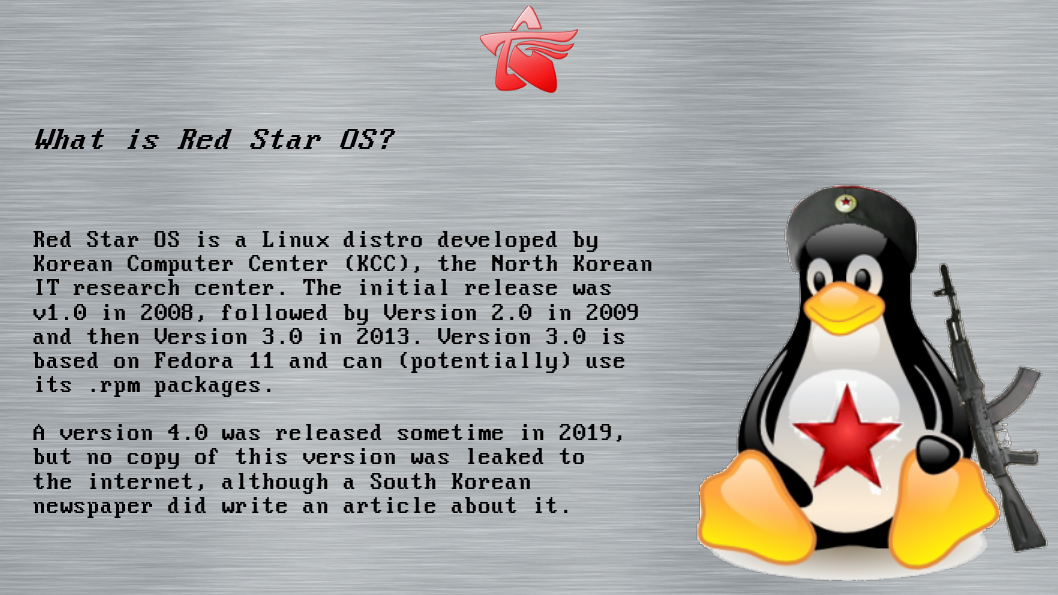 What is Red Star OS?
Red Star OS is a Linux distro developed by
Korean Computer Center (KCC), the North Korean
IT research center. The initial release was
v1.0 in 2008, followed by Version 2.0 in 2009
and then Version 3.0 in 2013. Version 3.0 is
based on Fedora 11 and can (potentially) use
its .rpm packages.
A version 4.0 was released sometime in 2019,
but no copy of this version was leaked to
the internet, although a South Korean
newspaper did write an article about it.